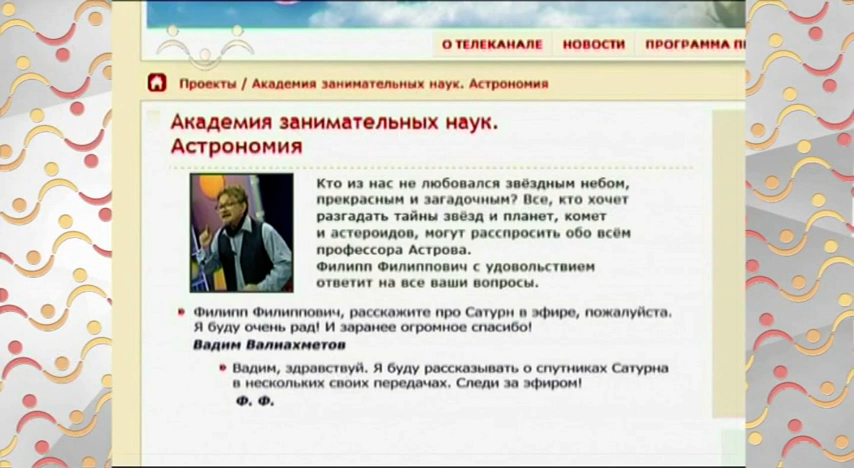 О ТЕЛЕКАНАЛЕ НОВОСТИ ПРОГРАММА
Проекты / Академия занимательных наук. Астрономия
Академия занимательных наук.
Астрономия
Кто из нас не любовался звёздным небом,
прекрасным и загадочным? Все, кто хочет
разгадать тайны звёзд и планет, комет
и астероидов, могут расспросить обо всём
профессора Астрова.
Филипп Филиппович с удовольствием
ответит на все ваши вопросы.
Филипп Филиппович, расскажите про Сатурн в эфире, пожалуйста.
Я буду очень рад! И заранее огромное спасибо!
Вадим Валиахметов
Вадим, здравствуй. Я буду рассказывать о спутниках Сатурна
в нескольких своих передачах. Следи за эфиром!
Ф. Ф.